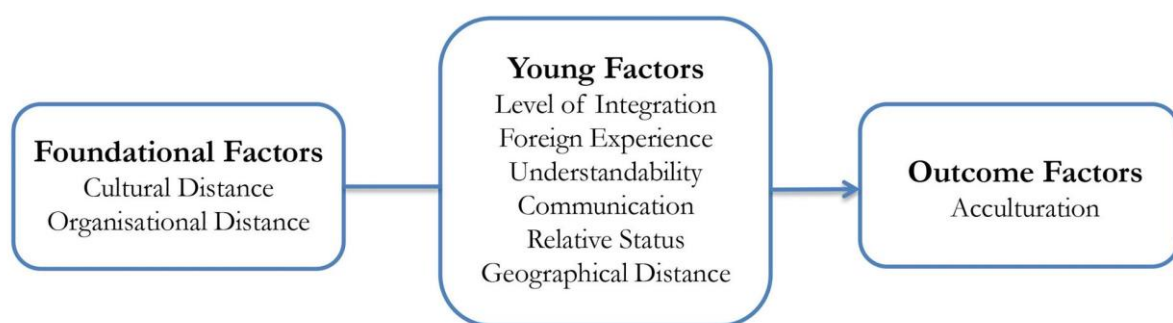 Foundational Factors
Cultural Distance
Organisational Distance
Young Factors
Level of Integration
Foreign Experience
Understandability
Communication
Relative Status
Geographical Distance
Outcome Factors
Acculturation